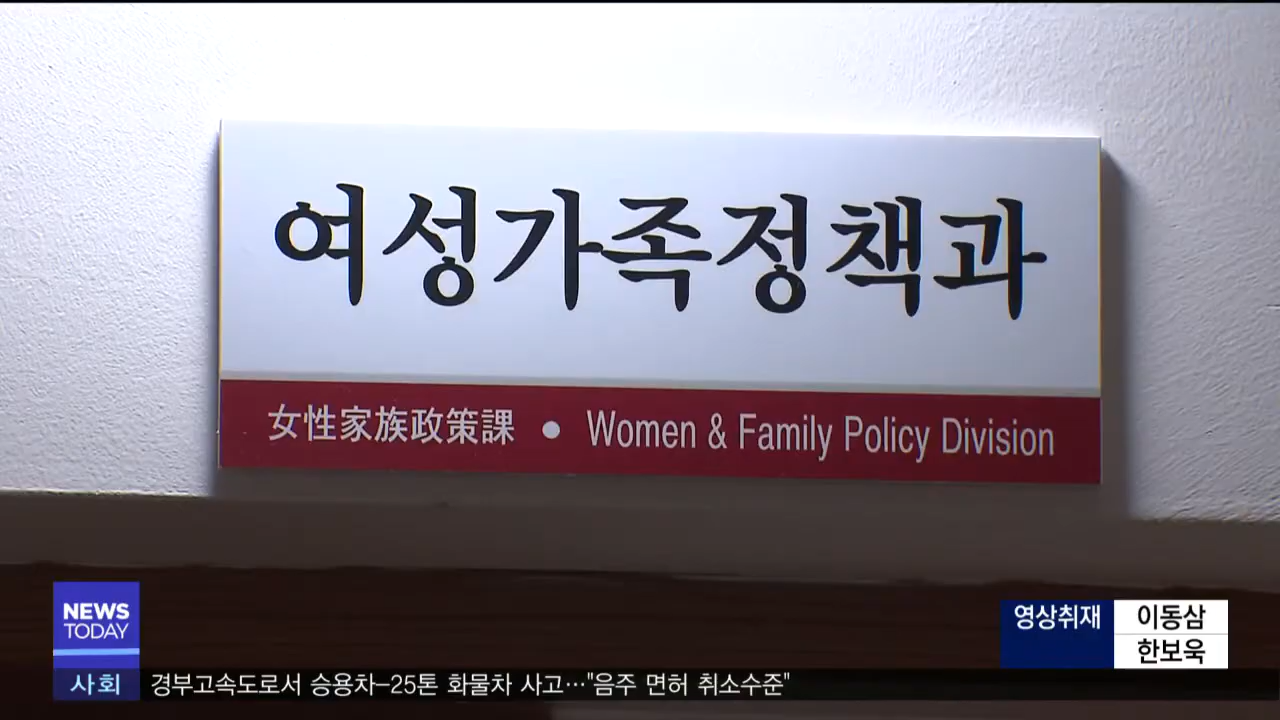 여성가족정책과
女性家族政策課 ● Women & Family Policy Division
NEWS
TODAY
영상취재 이동삼
한보욱
사회 경부고속도로서 승용차–25톤 화물차 사고…"음주 면허 취소수준"